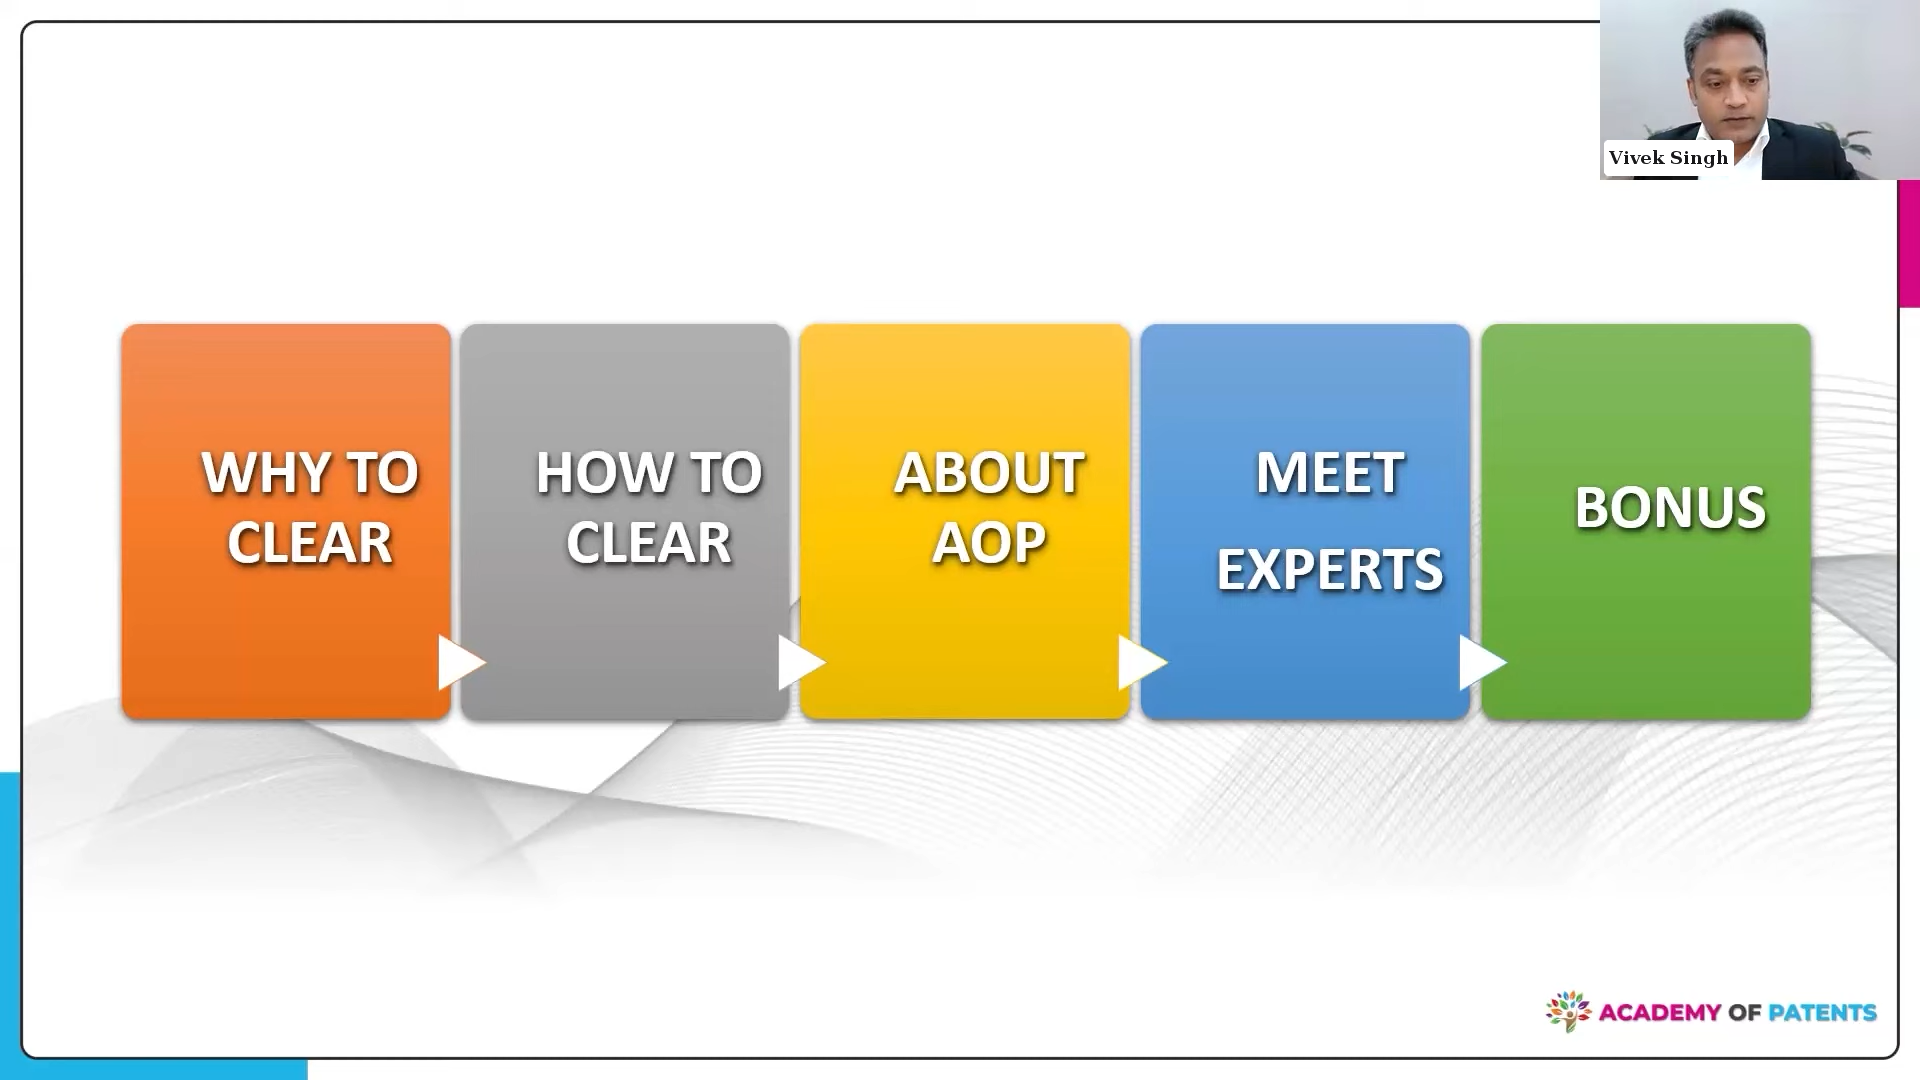 Vivek Singh
WHY TO
CLEAR
HOW TO
CLEAR
ABOUT
AOP
MEET
EXPERTS
BONUS
ACADEMY OF PATENTS